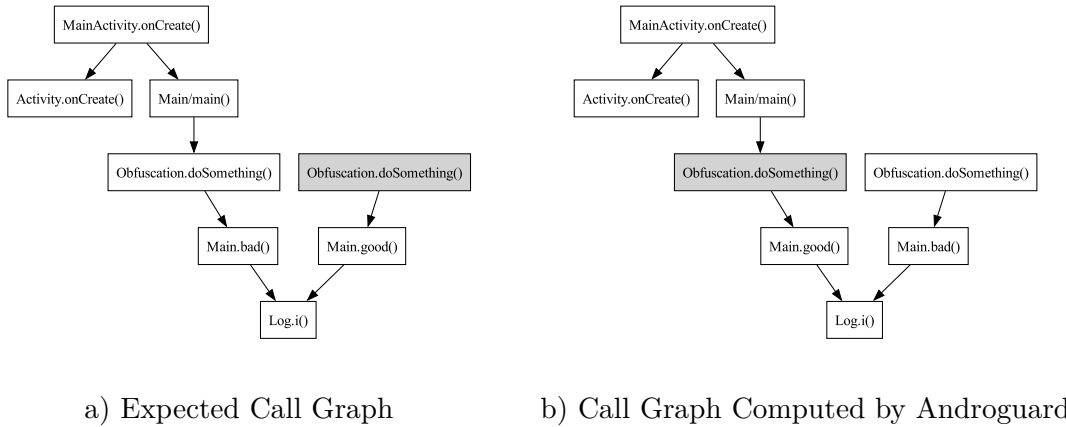 MainActivity.onCreate()
Activity.onCreate()
Main/main()
Obfuscation.doSomething()
Obfuscation.doSomething()
Main.bad()
Main.good()
Log.i()
a) Expected Call Graph
MainActivity.onCreate()
Activity.onCreate()
Main/main()
Obfuscation.doSomething()
Obfuscation.doSomething()
Main.good()
Main.bad()
Log.i()
b) Call Graph Computed by Androguard